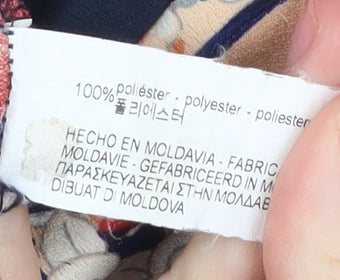 100% poliéster - polyester - poliester
폴리에스터
HECHO EN MOLDAVIA - FABRIC
MOLDAVIE - GEFABRICEERD IN M
ΠΑΡΑΣΚΕΥΑΖΕΤΑΙ ΣΤΗΝ ΜΟΛΔΑΒ
DIBUAT DI MOLDOVA